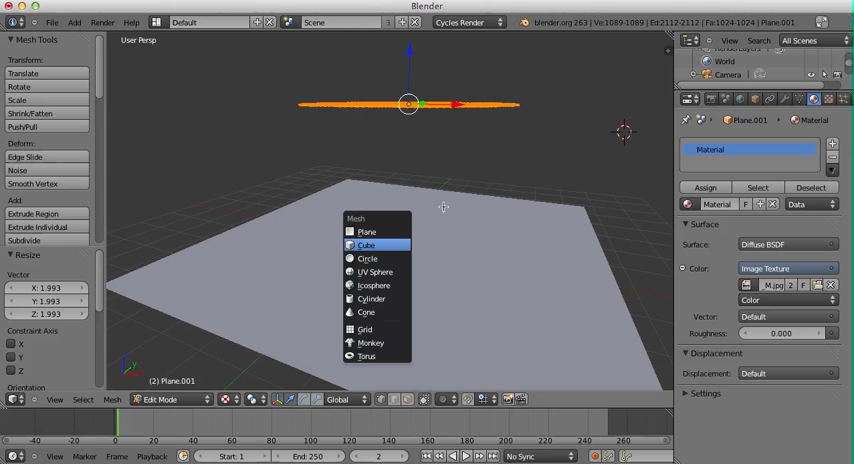 Blender
File Add Render Help Default Scene 3 Cycles Render blender.org 263 | Ve:1089-1089 | Ed:2112-2112 | Fa:1024-1024 | Plane.001
Mesh Tools
Transform:
Translate
Rotate
Scale
Shrink/Fatten
Push/Pull
Deform:
Edge Slide
Noise
Smooth Vertex
Add:
Extrude Region
Extrude Individual
Subdivide
Resize
Vector
X: 1.993
Y: 1.993
Z: 1.993
Constraint Axis
X
Y
Z
Orientation
User Persp
Mesh
Plane
Cube
Circle
UV Sphere
Icosphere
Cylinder
Cone
Grid
Monkey
Torus
z
y
(2) Plane.001
View Select Mesh Edit Mode Global
-40 -20 0 20 40 60 80 100 120 140 160 180 200 220 240 260
View Marker Frame Playback Start: 1 End: 250 2 No Sync
View Search All Scenes
RenderLayers
World
Camera
Plane.001 Material
Material
Assign Select Deselect
Material F Data
Surface
Surface: Diffuse BSDF
Color: Image Texture
_M.jpg 2 F
Color
Vector: Default
Roughness: 0.000
Displacement
Displacement: Default
Settings